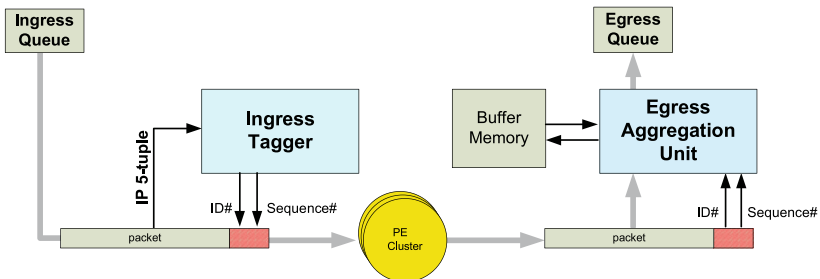 Ingress
Queue
Egress
Queue
IP 5-tuple
Ingress
Tagger
Buffer
Memory
Egress
Aggregation
Unit
ID#
Sequence#
ID#
Sequence#
packet
PE
Cluster
packet